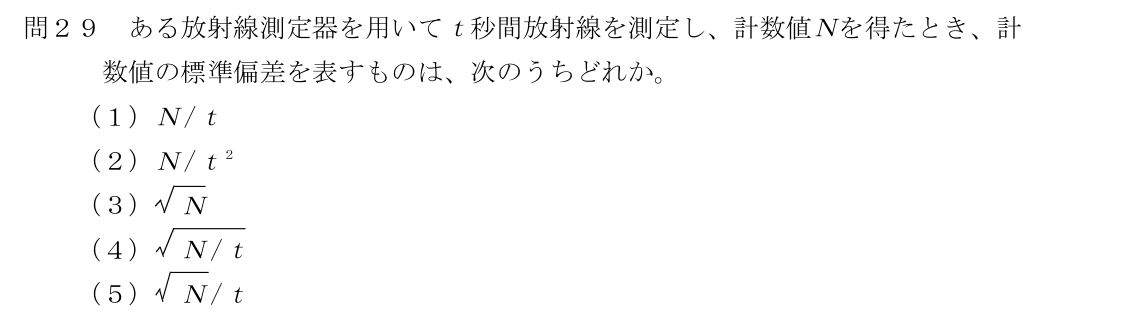 問２９　ある放射線測定器を用いて t 秒間放射線を測定し、計数値Nを得たとき、計
数値の標準偏差を表すものは、次のうちどれか。
（１）N/ t
（２）N/ t²
（３）√N
（４）√(N/ t)
（５）√N/ t